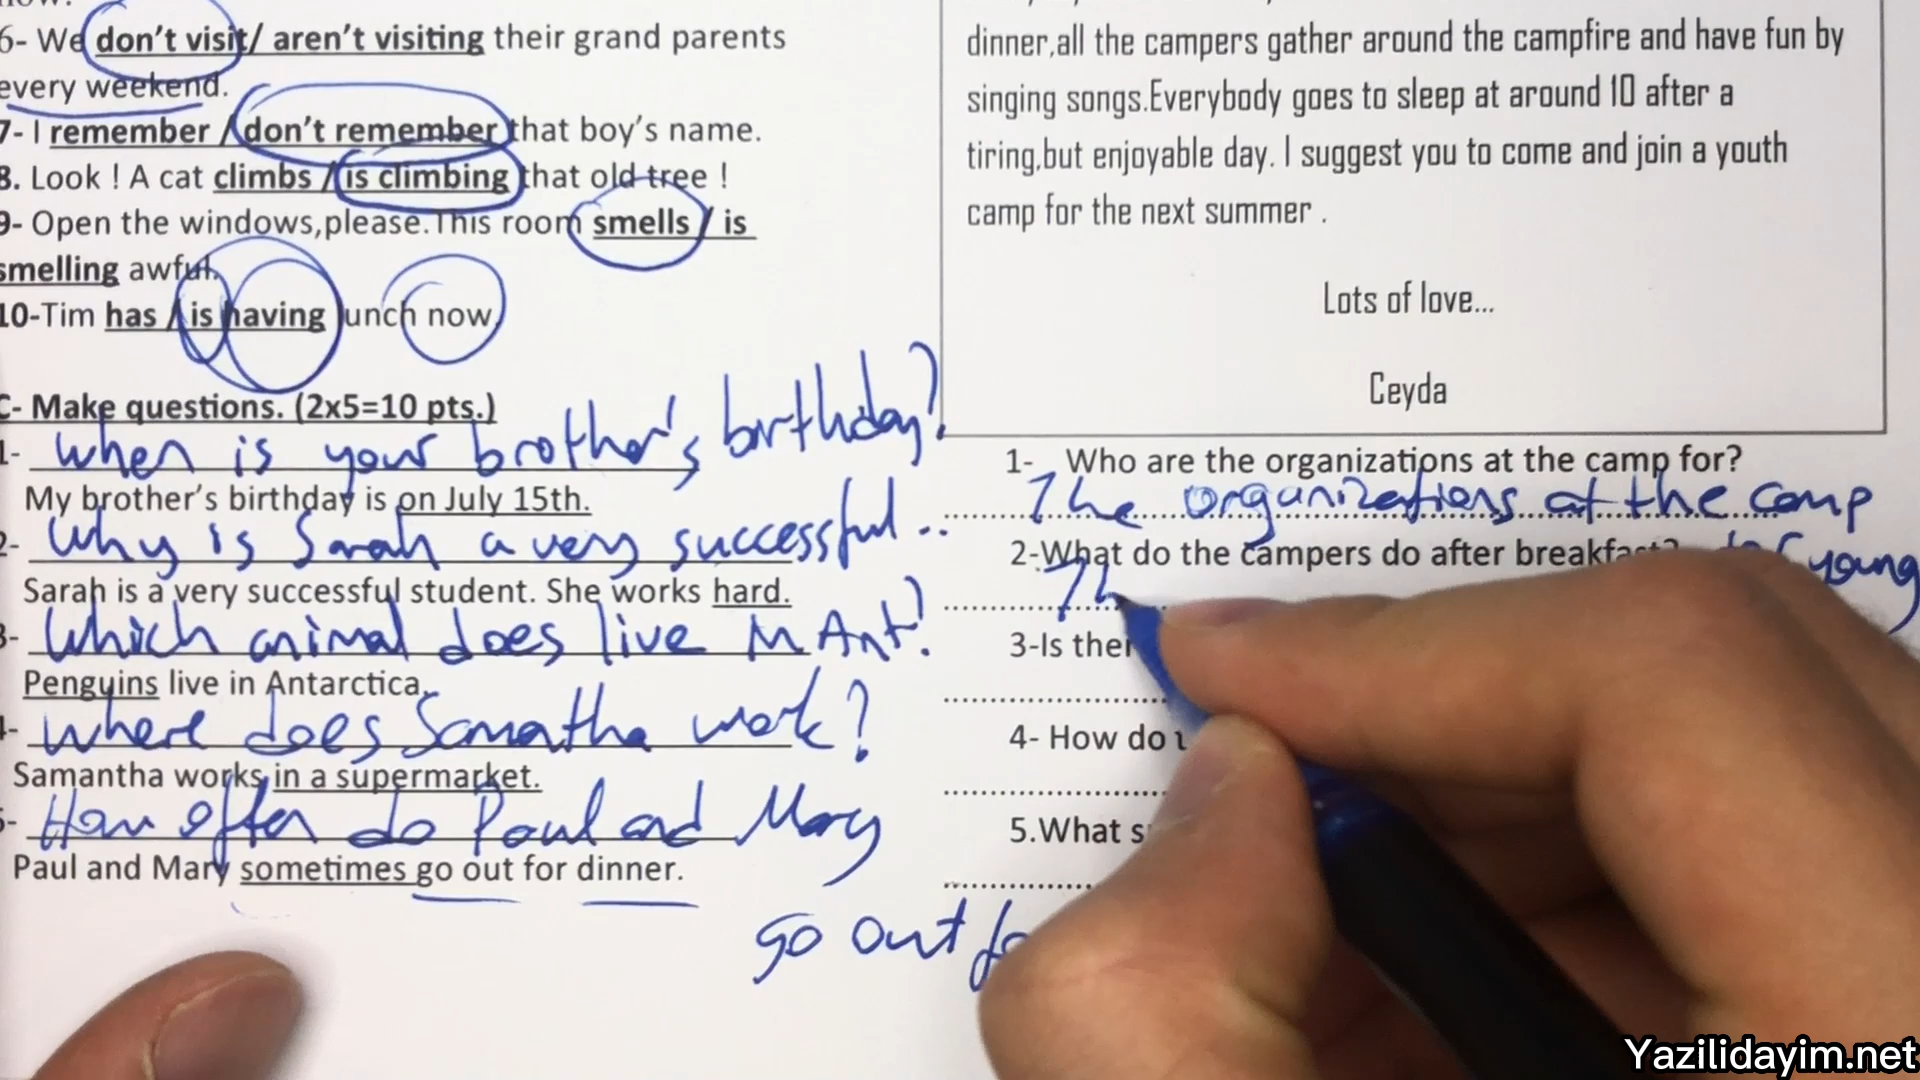 6- We don't visit/ aren't visiting their grand parents
every weekend.
7- I remember / don't remember that boy's name.
8. Look ! A cat climbs / is climbing that old tree !
9- Open the windows,please.This room smells / is
smelling awful.
10-Tim has / is having lunch now.
C- Make questions. (2x5=10 pts.)
1- when is your brother's birthday?
My brother's birthday is on July 15th.
2- Why is Sarah a very successful ..
Sarah is a very successful student. She works hard.
3- Which animal does live in Ant?
Penguins live in Antarctica.
4- Where does Samatha work?
Samantha works in a supermarket.
5- How often do Paul and Mary
Paul and Mary sometimes go out for dinner.
go out
dinner,all the campers gather around the campfire and have fun by
singing songs.Everybody goes to sleep at around 10 after a
tiring,but enjoyable day. I suggest you to come and join a youth
camp for the next summer .
Lots of love...
Ceyda
1- Who are the organizations at the camp for?
The organizations at the camp
2-What do the campers do after breakfast?
young
Th
3-Is
4- How do
5.What
Yazilidayim.net